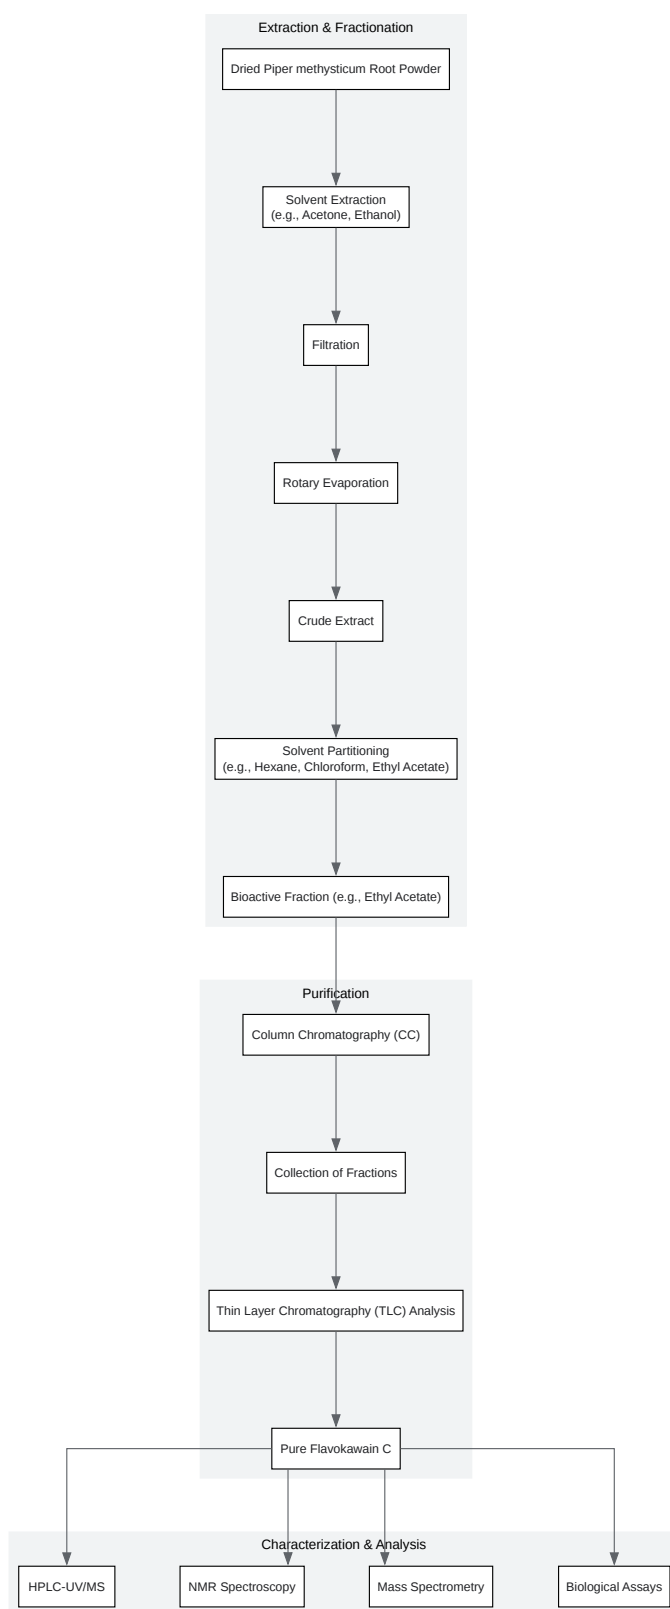 Extraction & Fractionation
Dried Piper methysticum Root Powder
Solvent Extraction
(e.g., Acetone, Ethanol)
Filtration
Rotary Evaporation
Crude Extract
Solvent Partitioning
(e.g., Hexane, Chloroform, Ethyl Acetate)
Bioactive Fraction (e.g., Ethyl Acetate)
Purification
Column Chromatography (CC)
Collection of Fractions
Thin Layer Chromatography (TLC) Analysis
Pure Flavokawain C
Characterization & Analysis
HPLC-UV/MS
NMR Spectroscopy
Mass Spectrometry
Biological Assays